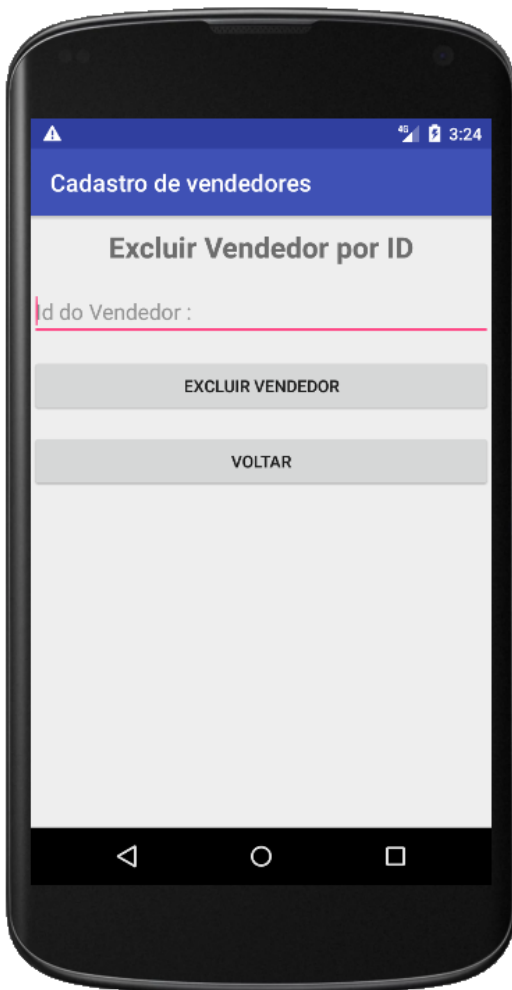 4G 3:24
Cadastro de vendedores
Excluir Vendedor por ID
Id do Vendedor :
EXCLUIR VENDEDOR
VOLTAR